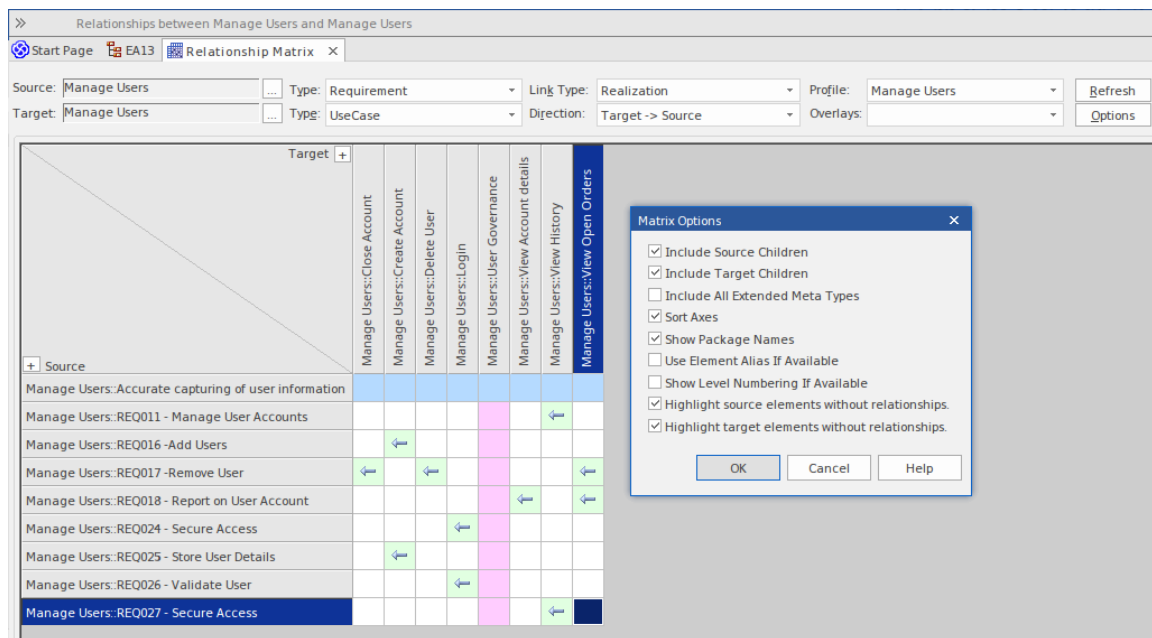 Relationships between Manage Users and Manage Users
Start Page EA13 Relationship Matrix
Source: Manage Users ... Type: Requirement Link Type: Realization Profile: Manage Users Refresh
Target: Manage Users ... Type: UseCase Direction: Target -> Source Overlays: Options
Target +
+ Source
Manage Users::Close Account
Manage Users::Create Account
Manage Users::Delete User
Manage Users::Login
Manage Users::User Governance
Manage Users::View Account details
Manage Users::View History
Manage Users::View Open Orders
Manage Users::Accurate capturing of user information
Manage Users::REQ011 - Manage User Accounts
Manage Users::REQ016 -Add Users
Manage Users::REQ017 -Remove User
Manage Users::REQ018 - Report on User Account
Manage Users::REQ024 - Secure Access
Manage Users::REQ025 - Store User Details
Manage Users::REQ026 - Validate User
Manage Users::REQ027 - Secure Access
Matrix Options
Include Source Children
Include Target Children
Include All Extended Meta Types
Sort Axes
Show Package Names
Use Element Alias If Available
Show Level Numbering If Available
Highlight source elements without relationships.
Highlight target elements without relationships.
OK Cancel Help